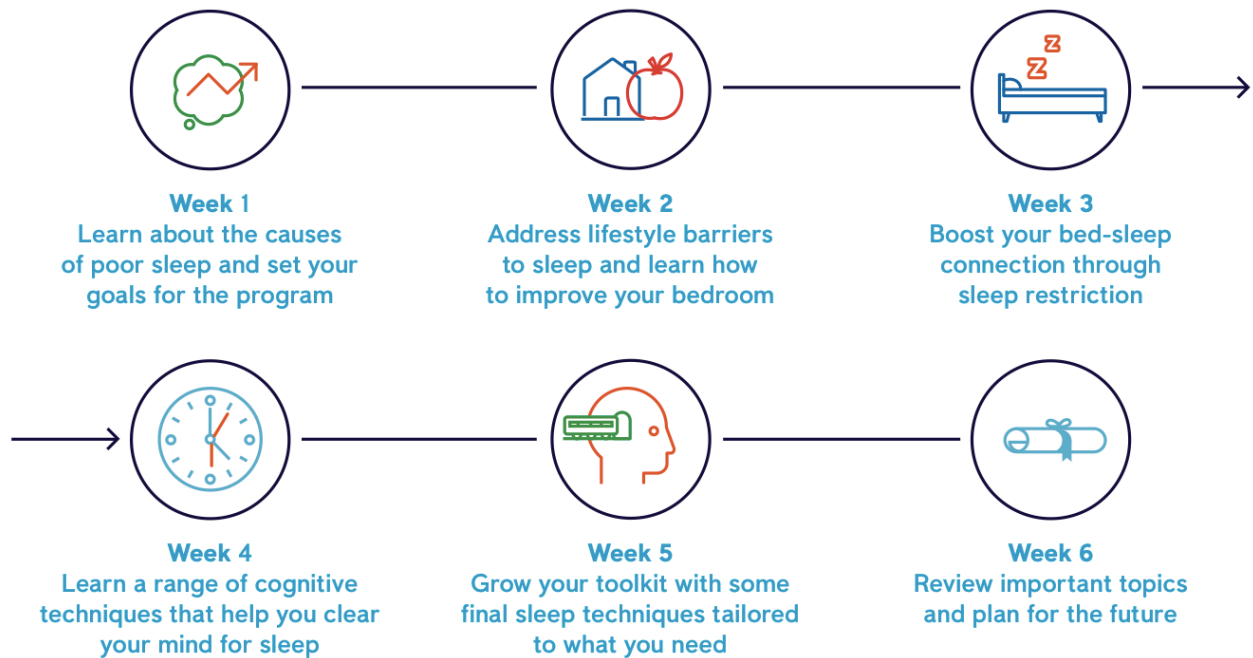 Week 1
Learn about the causes
of poor sleep and set your
goals for the program
Week 2
Address lifestyle barriers
to sleep and learn how
to improve your bedroom
Week 3
Boost your bed-sleep
connection through
sleep restriction
Week 4
Learn a range of cognitive
techniques that help you clear
your mind for sleep
Week 5
Grow your toolkit with some
final sleep techniques tailored
to what you need
Week 6
Review important topics
and plan for the future